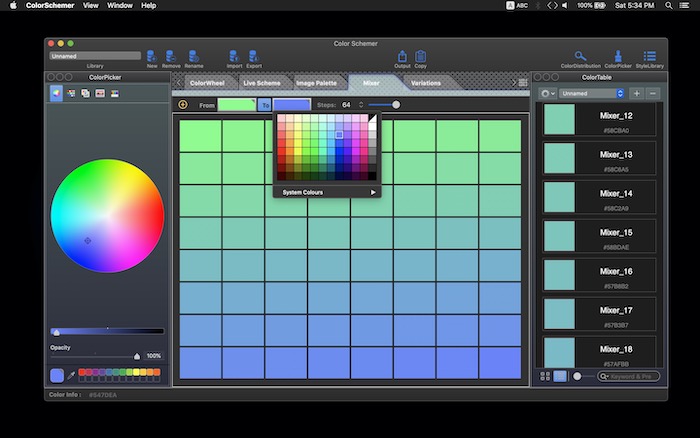 ColorSchemer View Window Help
A ABC 100% Sat 5:34 PM
Color Schemer
Unnamed
Library New Remove Rename Import Export Output Copy ColorDistribution ColorPicker StyleLibrary
ColorPicker
ColorWheel Live Scheme Image Palette Mixer Variations
ColorTable
From To Steps: 64
Unnamed
System Colours
Mixer_12
#58CBA0
Mixer_13
#58C8A5
Mixer_14
#58C2A9
Mixer_15
#58BDAE
Mixer_16
#57B8B2
Mixer_17
#57B3B7
Mixer_18
#57AFBB
Opacity
100%
Keyword & Pre
Color Info : #547DEA